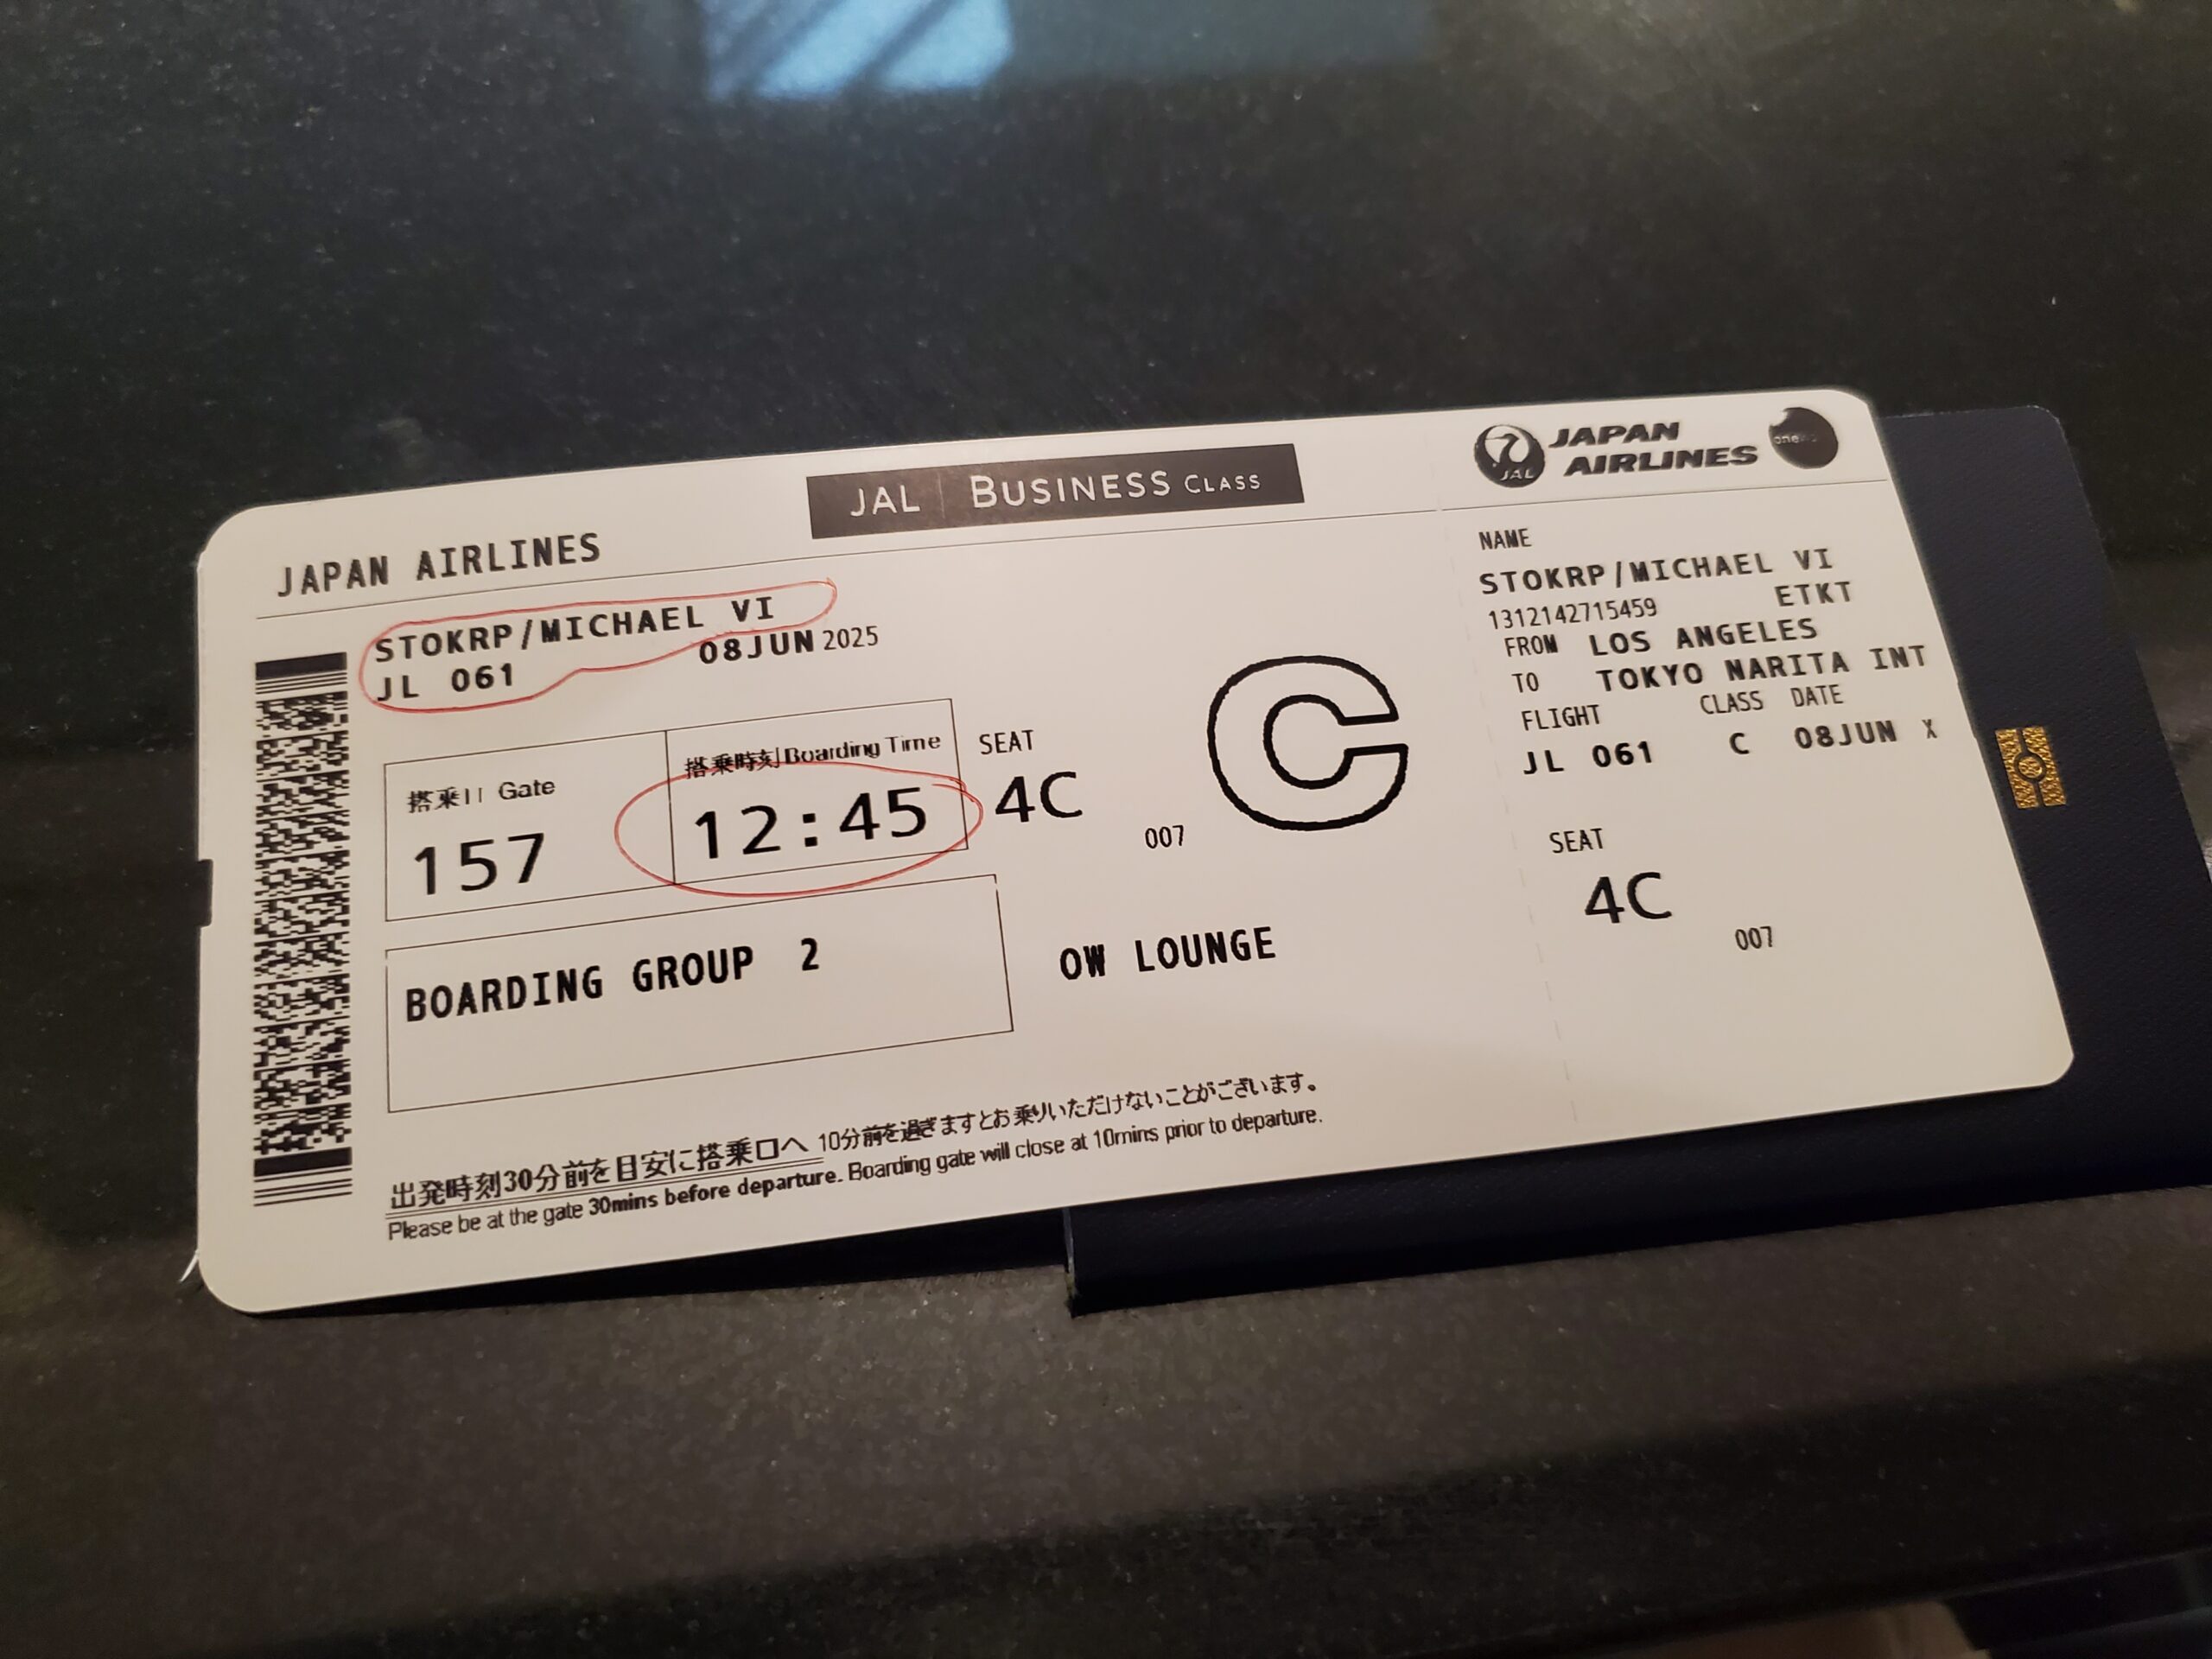 JAPAN AIRLINES
JAL BUSINESS CLASS
STOKRP/MICHAEL VI
JL 061
08JUN 2025
搭乗口 Gate
157
搭乗時刻 Boarding Time
12:45
SEAT
4C
007
C
BOARDING GROUP 2
OW LOUNGE
出発時刻30分前を目安に搭乗口へ 10分前を過ぎますとお乗りいただけないことがございます。
Please be at the gate 30mins before departure. Boarding gate will close at 10mins prior to departure.
JAL
JAPAN
AIRLINES
NAME
STOKRP/MICHAEL VI
1312142715459 ETKT
FROM LOS ANGELES
TO TOKYO NARITA INT
FLIGHT CLASS DATE
JL 061 C 08JUN X
SEAT
4C
007